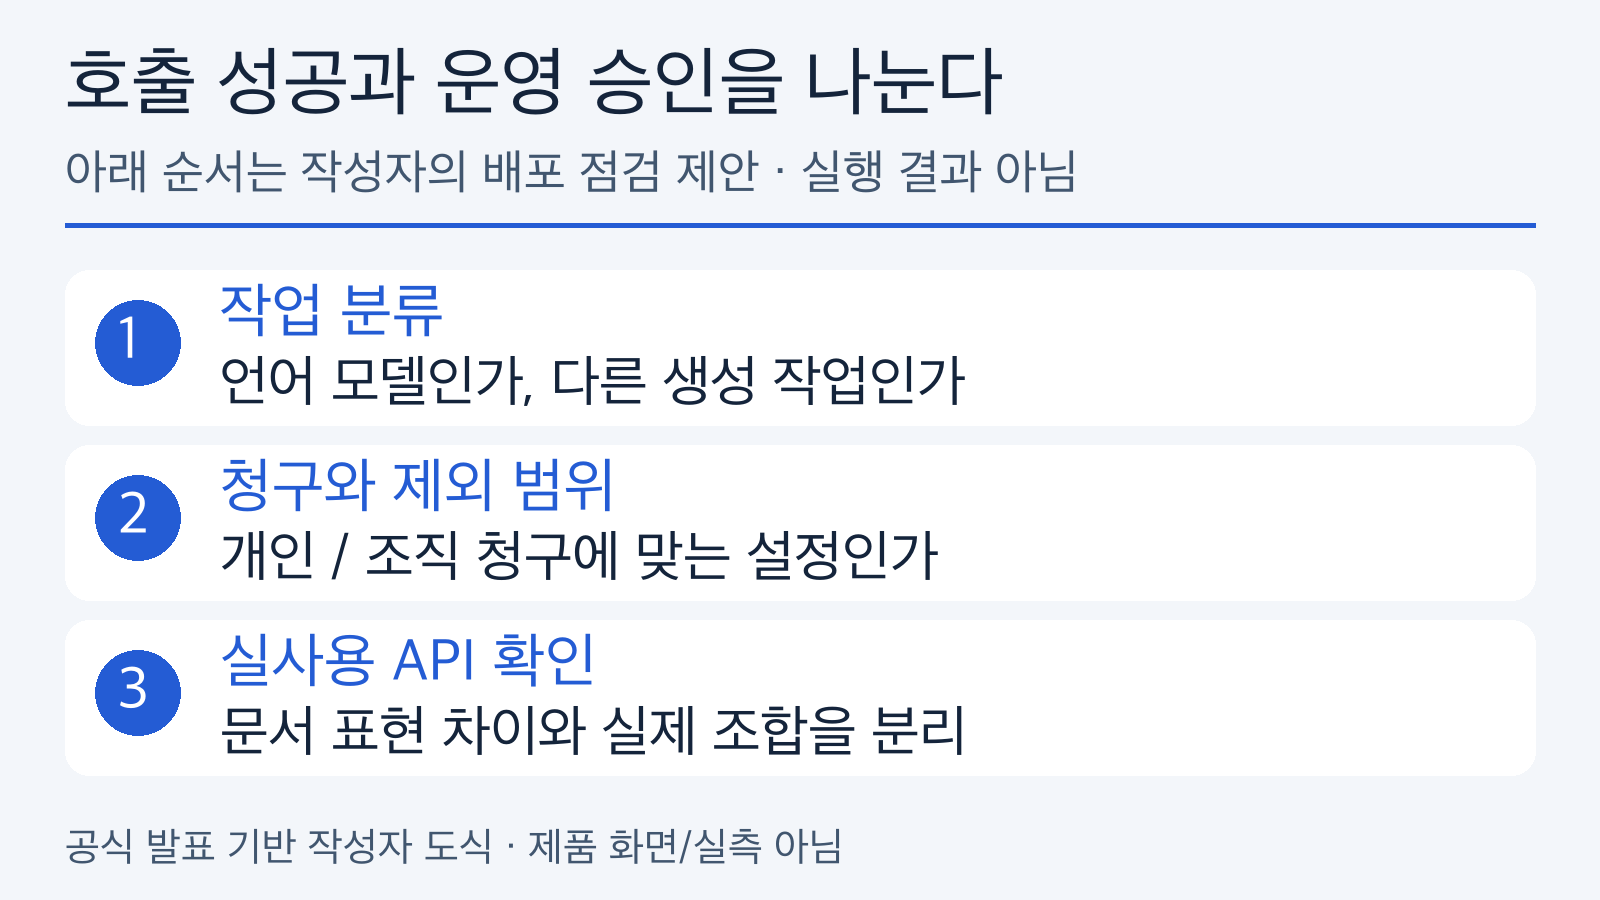 호출 성공과 운영 승인을 나눈다
아래 순서는 작성자의 배포 점검 제안 · 실행 결과 아님
1
작업 분류
언어 모델인가, 다른 생성 작업인가
2
청구와 제외 범위
개인 / 조직 청구에 맞는 설정인가
3
실사용 API 확인
문서 표현 차이와 실제 조합을 분리
공식 발표 기반 작성자 도식 · 제품 화면/실측 아님